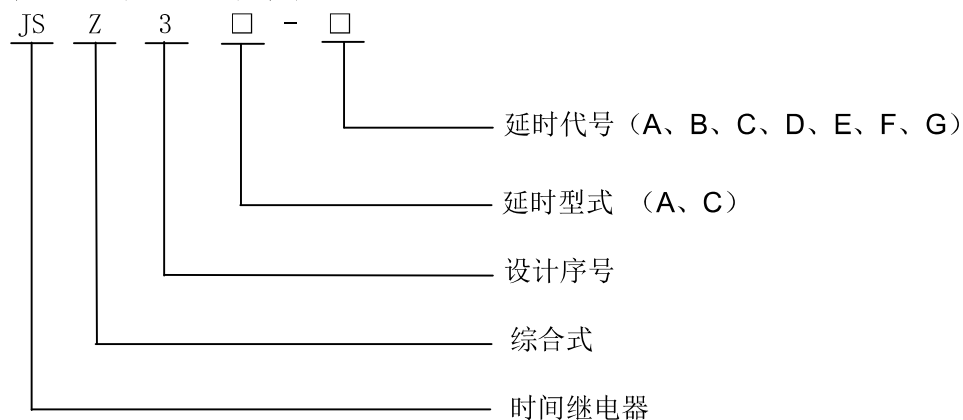 JS Z 3 □ - □
延时代号（A、B、C、D、E、F、G）
延时型式 （A、C）
设计序号
综合式
时间继电器